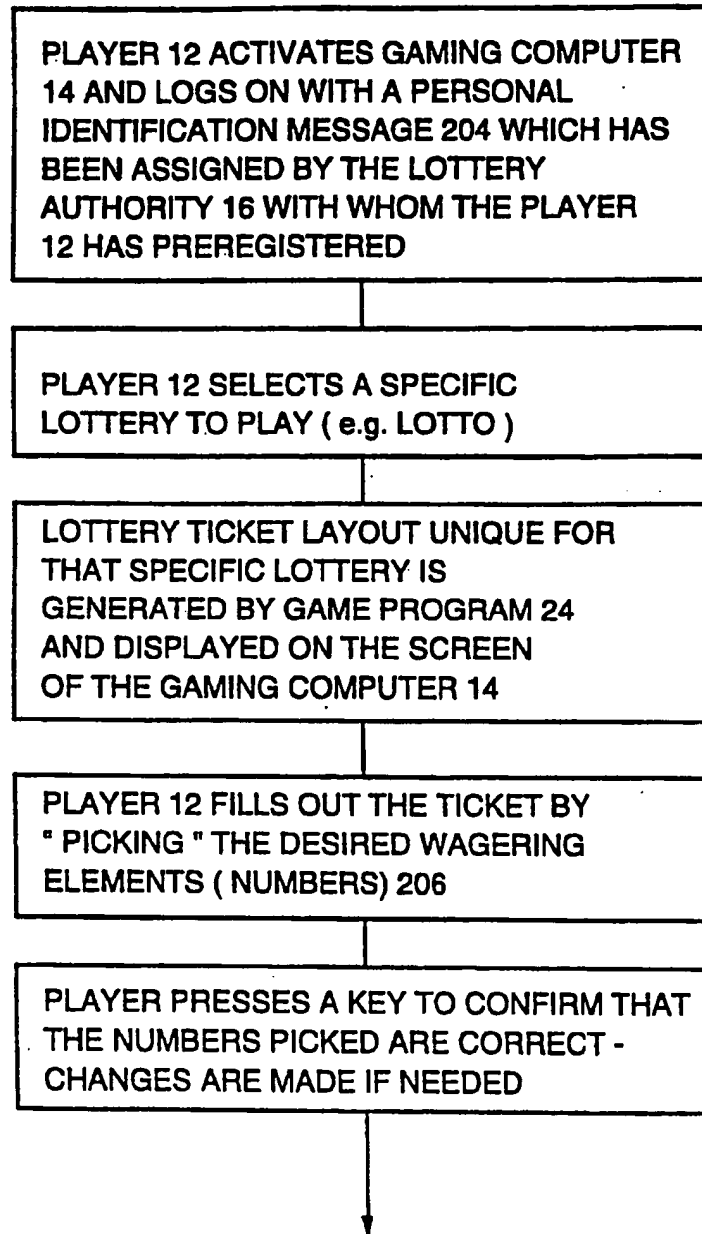 PLAYER 12 ACTIVATES GAMING COMPUTER
14 AND LOGS ON WITH A PERSONAL
IDENTIFICATION MESSAGE 204 WHICH HAS
BEEN ASSIGNED BY THE LOTTERY
AUTHORITY 16 WITH WHOM THE PLAYER
12 HAS PREREGISTERED
PLAYER 12 SELECTS A SPECIFIC
LOTTERY TO PLAY ( e.g. LOTTO )
LOTTERY TICKET LAYOUT UNIQUE FOR
THAT SPECIFIC LOTTERY IS
GENERATED BY GAME PROGRAM 24
AND DISPLAYED ON THE SCREEN
OF THE GAMING COMPUTER 14
PLAYER 12 FILLS OUT THE TICKET BY
" PICKING " THE DESIRED WAGERING
ELEMENTS ( NUMBERS) 206
PLAYER PRESSES A KEY TO CONFIRM THAT
THE NUMBERS PICKED ARE CORRECT -
CHANGES ARE MADE IF NEEDED